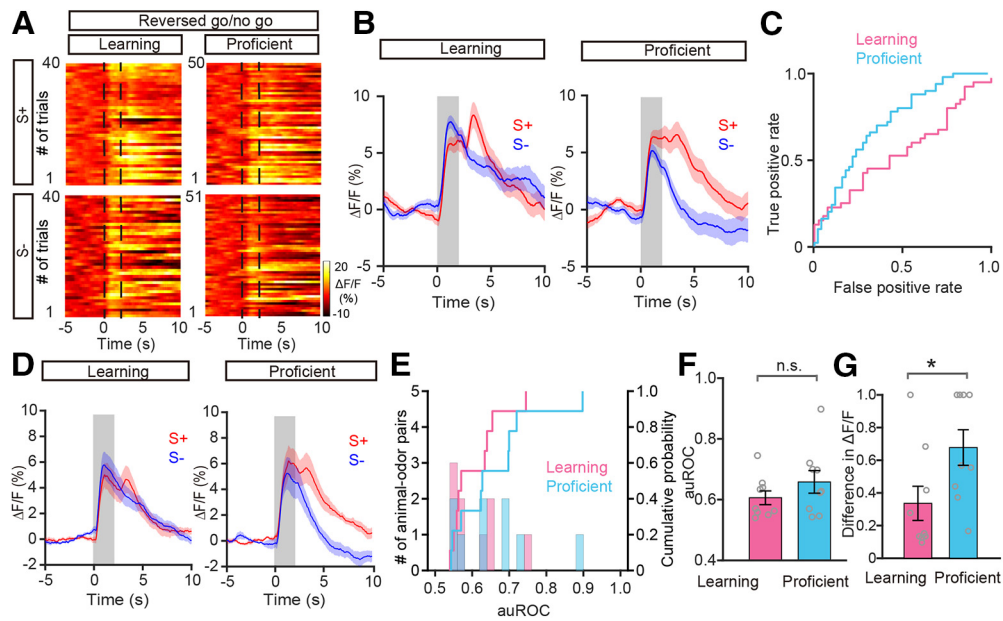 A
Reversed go/no go
Learning
Proficient
S+
# of trials
40
1
50
1
S-
# of trials
40
1
51
1
20
ΔF/F
(%)
-10
-5 0 5 10
-5 0 5 10
Time (s)
Time (s)
B
Learning
Proficient
ΔF/F (%)
10
5
0
-5
S+
S-
-5 0 5 10
Time (s)
ΔF/F (%)
10
5
0
-5
S+
S-
-5 0 5 10
Time (s)
C
Learning
Proficient
True positive rate
1.0
0.5
0
0 0.5 1.0
False positive rate
D
Learning
Proficient
ΔF/F (%)
10
8
6
4
2
0
-2
S+
S-
-5 0 5 10
Time (s)
ΔF/F (%)
10
8
6
4
2
0
-2
S+
S-
-5 0 5 10
Time (s)
E
# of animal-odor pairs
5
4
3
2
1
0
Learning
Proficient
1.0
0.8
0.6
0.4
0.2
0
Cumulative probability
0.5 0.6 0.7 0.8 0.9 1.0
auROC
F
n.s.
auROC
1.0
0.8
0.6
0.4
Learning Proficient
G
*
Difference in ΔF/F
1.0
0.8
0.6
0.4
0.2
0
Learning Proficient